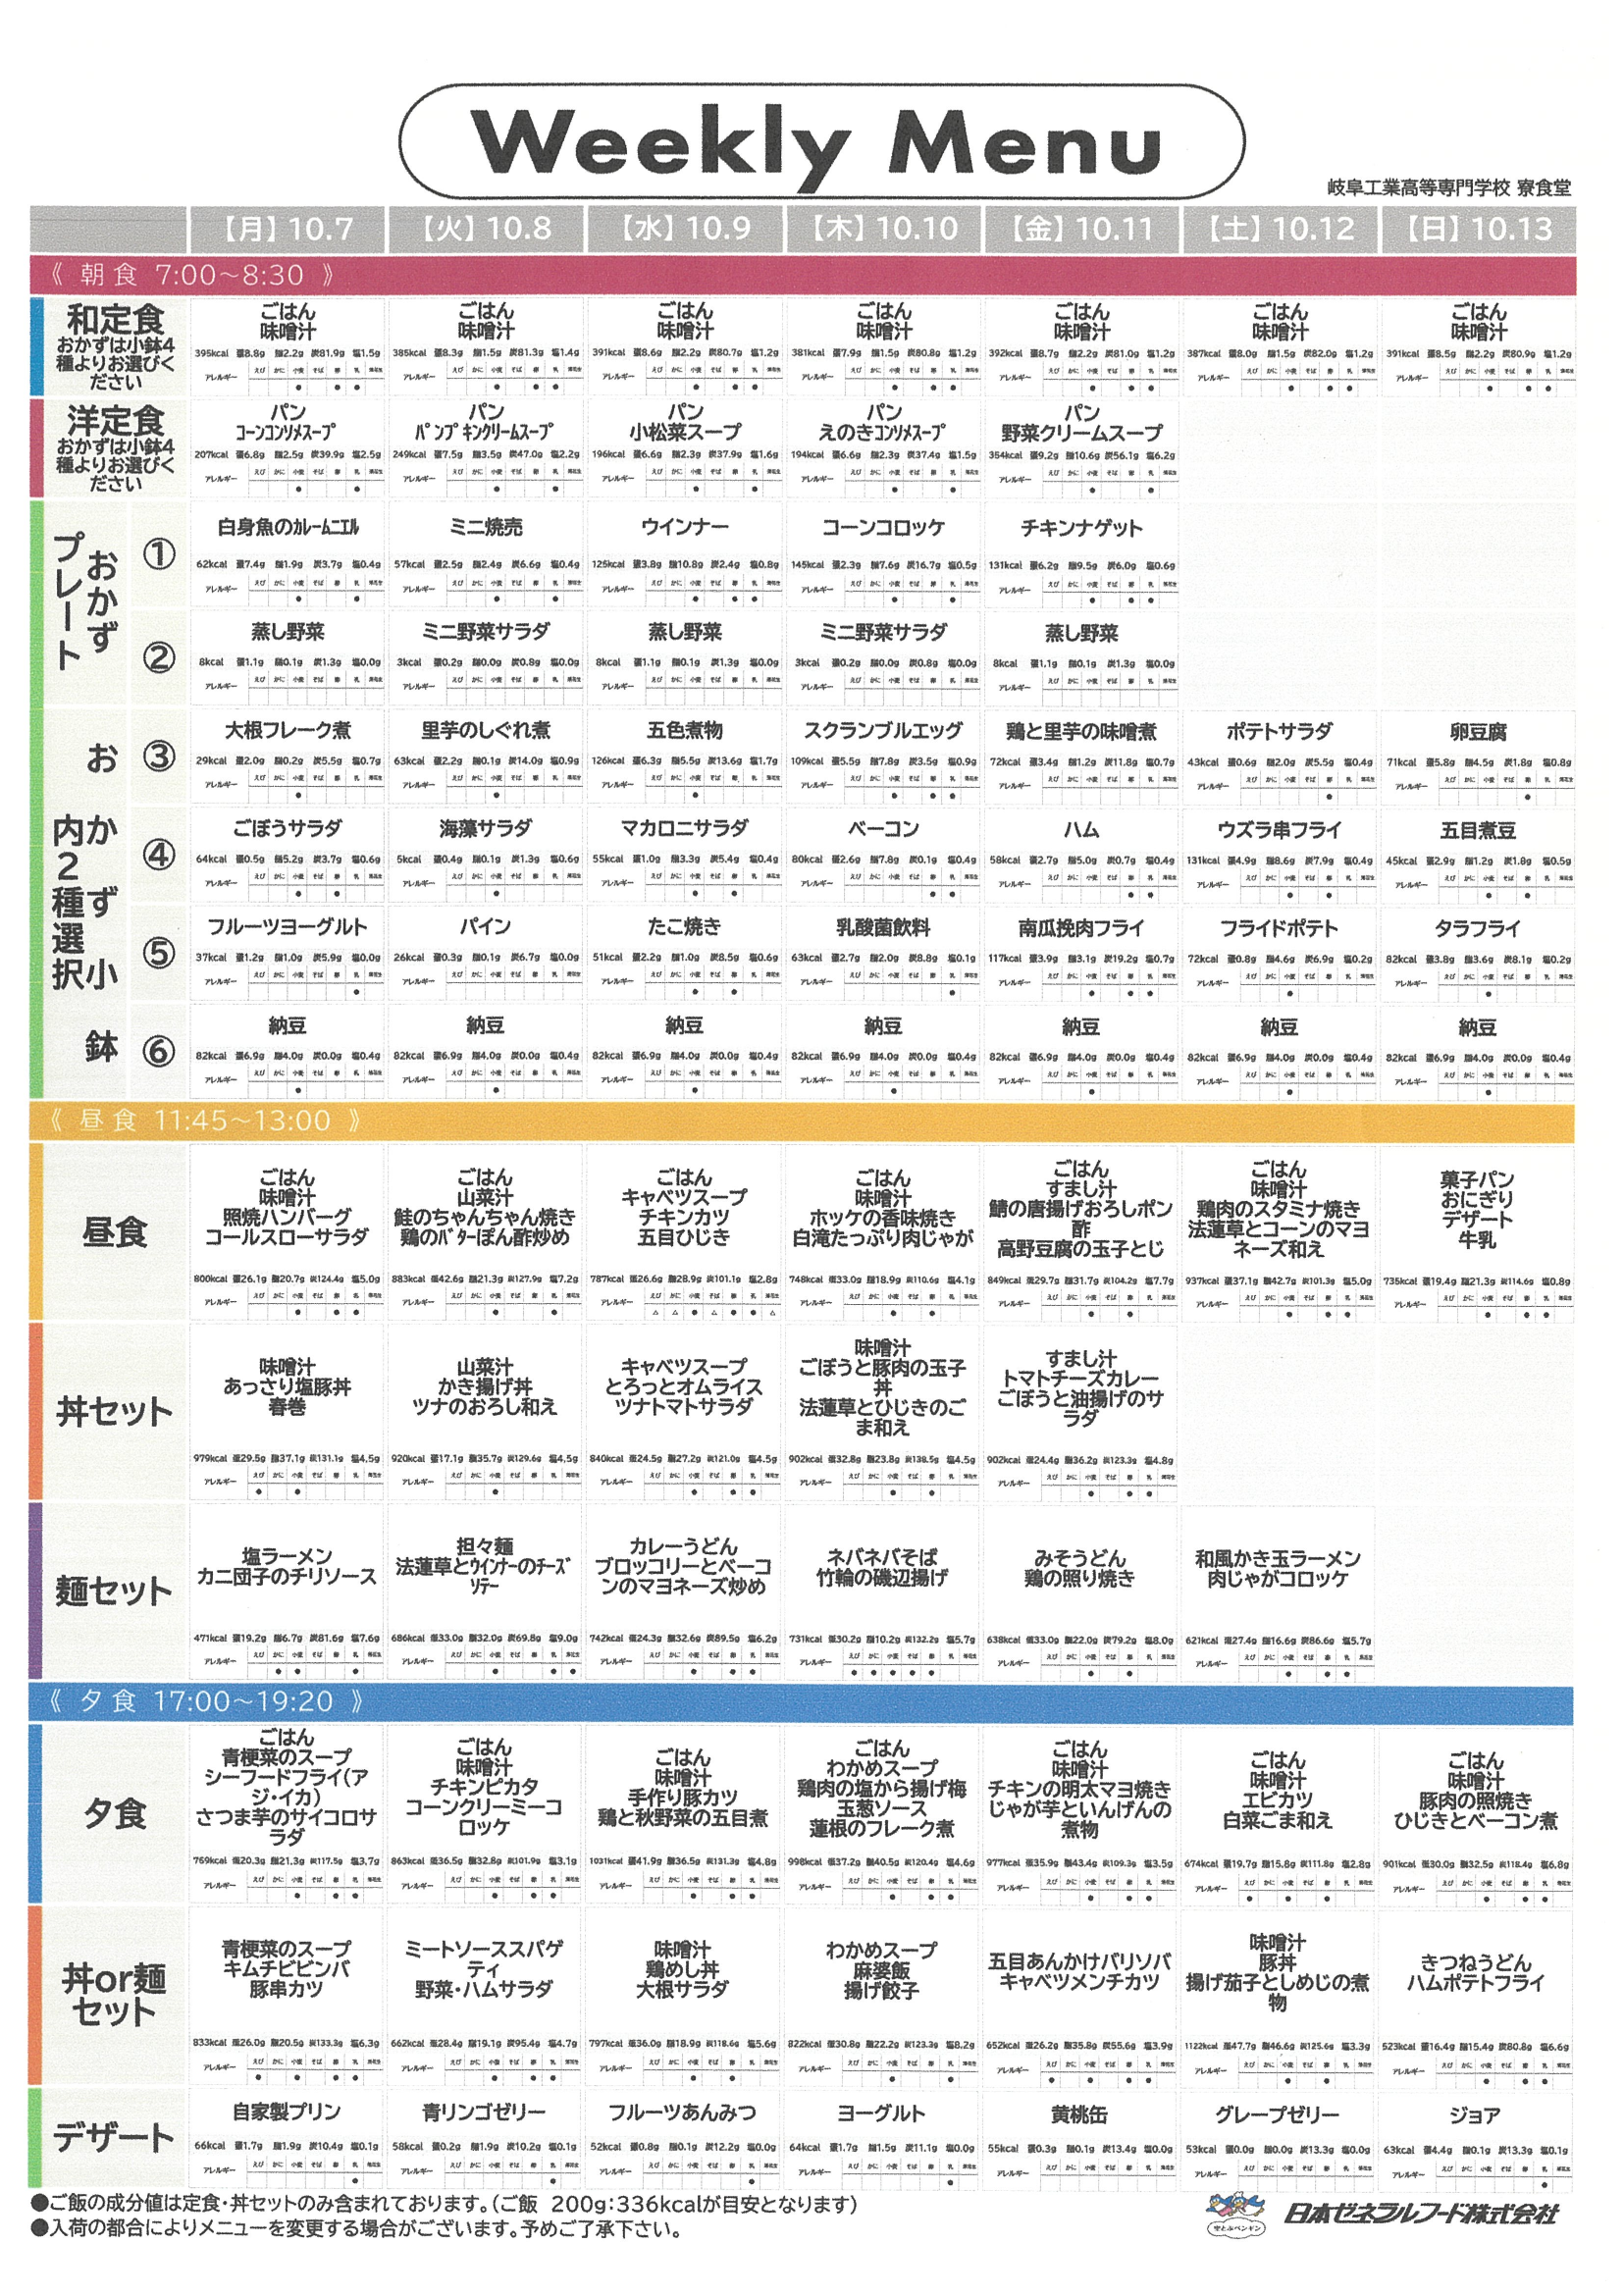 Weekly Menu
岐阜工業高等専門学校 寮食堂
【月】10.7 【火】10.8 【水】10.9 【木】10.10 【金】10.11 【土】10.12 【日】10.13
《 朝食 7:00～8:30 》
和定食
おかずは小鉢4
種よりお選びく
ださい
ごはん ごはん ごはん ごはん ごはん ごはん ごはん
味噌汁 味噌汁 味噌汁 味噌汁 味噌汁 味噌汁 味噌汁
395kcal 蛋8.8g 脂2.2g 炭81.9g 塩1.5g 385kcal 蛋8.3g 脂1.5g 炭81.3g 塩1.4g 391kcal 蛋8.6g 脂2.2g 炭80.7g 塩1.2g 381kcal 蛋7.9g 脂1.5g 炭80.8g 塩1.2g 392kcal 蛋8.7g 脂2.2g 炭81.0g 塩1.2g 387kcal 蛋8.0g 脂1.5g 炭82.0g 塩1.2g 391kcal 蛋8.5g 脂2.2g 炭80.9g 塩1.2g
洋定食
おかずは小鉢4
種よりお選びく
ださい
パン パン パン パン パン
コーンコンソメスープ パンプキンクリームスープ 小松菜スープ えのきコンソメスープ 野菜クリームスープ
207kcal 蛋6.8g 脂2.5g 炭39.9g 塩2.5g 249kcal 蛋7.5g 脂3.5g 炭47.0g 塩2.2g 196kcal 蛋6.6g 脂2.3g 炭37.9g 塩1.6g 194kcal 蛋6.6g 脂2.3g 炭37.4g 塩1.5g 354kcal 蛋9.2g 脂10.6g 炭56.1g 塩6.2g
おかず
プレート
① 白身魚のカレームニエル ミニ焼売 ウインナー コーンコロッケ チキンナゲット
62kcal 蛋7.4g 脂1.9g 炭3.7g 塩0.4g 57kcal 蛋2.5g 脂2.4g 炭6.6g 塩0.4g 125kcal 蛋3.8g 脂10.8g 炭2.4g 塩0.8g 145kcal 蛋2.3g 脂7.6g 炭16.7g 塩0.5g 131kcal 蛋6.2g 脂9.5g 炭6.0g 塩0.6g
② 蒸し野菜 ミニ野菜サラダ 蒸し野菜 ミニ野菜サラダ 蒸し野菜
8kcal 蛋1.1g 脂0.1g 炭1.3g 塩0.0g 3kcal 蛋0.2g 脂0.0g 炭0.8g 塩0.0g 8kcal 蛋1.1g 脂0.1g 炭1.3g 塩0.0g 3kcal 蛋0.2g 脂0.0g 炭0.8g 塩0.0g 8kcal 蛋1.1g 脂0.1g 炭1.3g 塩0.0g
おかず小鉢
内2種選択
③ 大根フレーク煮 里芋のしぐれ煮 五色煮物 スクランブルエッグ 鶏と里芋の味噌煮 ポテトサラダ 卵豆腐
29kcal 蛋2.0g 脂0.2g 炭5.5g 塩0.7g 63kcal 蛋2.2g 脂0.1g 炭14.0g 塩0.9g 126kcal 蛋6.3g 脂5.5g 炭13.6g 塩1.7g 109kcal 蛋5.5g 脂7.8g 炭3.5g 塩0.9g 72kcal 蛋3.4g 脂1.2g 炭11.8g 塩0.7g 43kcal 蛋0.6g 脂2.0g 炭5.5g 塩0.4g 71kcal 蛋5.8g 脂4.5g 炭1.8g 塩0.8g
④ ごぼうサラダ 海藻サラダ マカロニサラダ ベーコン ハム ウズラ串フライ 五目煮豆
64kcal 蛋0.5g 脂5.2g 炭3.7g 塩0.6g 5kcal 蛋0.4g 脂0.1g 炭1.3g 塩0.6g 55kcal 蛋1.0g 脂3.3g 炭5.4g 塩0.4g 80kcal 蛋2.6g 脂7.8g 炭0.1g 塩0.4g 58kcal 蛋2.7g 脂5.0g 炭0.7g 塩0.4g 131kcal 蛋4.9g 脂8.6g 炭7.9g 塩0.4g 45kcal 蛋2.9g 脂1.2g 炭1.8g 塩0.5g
⑤ フルーツヨーグルト パイン たこ焼き 乳酸菌飲料 南瓜挽肉フライ フライドポテト タラフライ
37kcal 蛋1.2g 脂1.0g 炭5.9g 塩0.0g 26kcal 蛋0.3g 脂0.1g 炭6.7g 塩0.0g 51kcal 蛋2.2g 脂1.0g 炭8.5g 塩0.6g 63kcal 蛋2.7g 脂2.0g 炭8.8g 塩0.1g 117kcal 蛋3.9g 脂3.1g 炭19.2g 塩0.7g 72kcal 蛋0.8g 脂4.6g 炭6.9g 塩0.2g 82kcal 蛋3.8g 脂3.6g 炭8.1g 塩0.2g
⑥ 納豆 納豆 納豆 納豆 納豆 納豆 納豆
82kcal 蛋6.9g 脂4.0g 炭0.0g 塩0.4g 82kcal 蛋6.9g 脂4.0g 炭0.0g 塩0.4g 82kcal 蛋6.9g 脂4.0g 炭0.0g 塩0.4g 82kcal 蛋6.9g 脂4.0g 炭0.0g 塩0.4g 82kcal 蛋6.9g 脂4.0g 炭0.0g 塩0.4g 82kcal 蛋6.9g 脂4.0g 炭0.0g 塩0.4g 82kcal 蛋6.9g 脂4.0g 炭0.0g 塩0.4g
《 昼食 11:45～13:00 》
昼食
ごはん
味噌汁
照焼ハンバーグ
コールスローサラダ
800kcal 蛋26.1g 脂20.7g 炭124.4g 塩5.0g
ごはん
山菜汁
鮭のちゃんちゃん焼き
鶏のバターぽん酢炒め
883kcal 蛋42.6g 脂21.3g 炭127.9g 塩7.2g
ごはん
キャベツスープ
チキンカツ
五目ひじき
787kcal 蛋26.6g 脂28.9g 炭101.1g 塩2.8g
ごはん
味噌汁
ホッケの香味焼き
白滝たっぷり肉じゃが
748kcal 蛋33.0g 脂18.9g 炭110.6g 塩4.1g
ごはん
すまし汁
鯖の唐揚げおろしポン
酢
高野豆腐の玉子とじ
849kcal 蛋29.7g 脂31.7g 炭104.2g 塩7.7g
ごはん
味噌汁
鶏肉のスタミナ焼き
法蓮草とコーンのマヨ
ネーズ和え
937kcal 蛋37.1g 脂42.7g 炭101.3g 塩5.0g
菓子パン
おにぎり
デザート
牛乳
735kcal 蛋19.4g 脂21.3g 炭114.6g 塩0.8g
丼セット
味噌汁
あっさり塩豚丼
春巻
979kcal 蛋29.5g 脂37.1g 炭131.1g 塩4.5g
山菜汁
かき揚げ丼
ツナのおろし和え
920kcal 蛋17.1g 脂35.7g 炭129.6g 塩4.5g
キャベツスープ
とろっとオムライス
ツナトマトサラダ
840kcal 蛋24.5g 脂27.2g 炭121.0g 塩4.5g
味噌汁
ごぼうと豚肉の玉子
丼
法蓮草とひじきのご
ま和え
902kcal 蛋32.8g 脂23.8g 炭138.5g 塩4.5g
すまし汁
トマトチーズカレー
ごぼうと油揚げのサ
ラダ
902kcal 蛋24.4g 脂36.2g 炭123.3g 塩4.8g
麺セット
塩ラーメン
カニ団子のチリソース
471kcal 蛋19.2g 脂6.7g 炭81.6g 塩7.6g
担々麺
法蓮草とウインナーのチーズ
ソテー
686kcal 蛋33.0g 脂32.0g 炭69.8g 塩9.0g
カレーうどん
ブロッコリーとベーコ
ンのマヨネーズ炒め
742kcal 蛋24.3g 脂32.6g 炭89.5g 塩6.2g
ネバネバそば
竹輪の磯辺揚げ
731kcal 蛋30.2g 脂10.2g 炭132.2g 塩5.7g
みそうどん
鶏の照り焼き
638kcal 蛋33.0g 脂22.0g 炭79.2g 塩8.0g
和風かき玉ラーメン
肉じゃがコロッケ
621kcal 蛋27.4g 脂16.6g 炭86.6g 塩5.7g
《 夕食 17:00～19:20 》
夕食
ごはん
青梗菜のスープ
シーフードフライ(ア
ジ・イカ)
さつま芋のサイコロサ
ラダ
769kcal 蛋20.3g 脂21.3g 炭117.5g 塩3.7g
ごはん
味噌汁
チキンピカタ
コーンクリーミーコ
ロッケ
863kcal 蛋36.5g 脂32.8g 炭101.9g 塩3.1g
ごはん
味噌汁
手作り豚カツ
鶏と秋野菜の五目煮
1031kcal 蛋41.9g 脂36.5g 炭131.3g 塩4.8g
ごはん
わかめスープ
鶏肉の塩から揚げ梅
玉葱ソース
蓮根のフレーク煮
998kcal 蛋37.2g 脂40.5g 炭120.4g 塩4.6g
ごはん
味噌汁
チキンの明太マヨ焼き
じゃが芋といんげんの
煮物
977kcal 蛋35.9g 脂43.4g 炭109.3g 塩3.5g
ごはん
味噌汁
エビカツ
白菜ごま和え
674kcal 蛋19.7g 脂15.8g 炭111.8g 塩2.8g
ごはん
味噌汁
豚肉の照焼き
ひじきとベーコン煮
901kcal 蛋30.0g 脂32.5g 炭118.4g 塩6.8g
丼or麺
セット
青梗菜のスープ
キムチビビンバ
豚串カツ
833kcal 蛋26.0g 脂20.5g 炭133.3g 塩6.3g
ミートソーススパゲ
ティ
野菜・ハムサラダ
662kcal 蛋28.4g 脂19.1g 炭95.4g 塩4.7g
味噌汁
鶏めし丼
大根サラダ
797kcal 蛋36.0g 脂18.9g 炭118.6g 塩5.6g
わかめスープ
麻婆飯
揚げ餃子
822kcal 蛋30.8g 脂22.2g 炭123.3g 塩8.2g
五目あんかけバリソバ
キャベツメンチカツ
652kcal 蛋26.2g 脂35.8g 炭55.6g 塩3.9g
味噌汁
豚丼
揚げ茄子としめじの煮
物
1122kcal 蛋47.7g 脂46.6g 炭125.6g 塩3.3g
きつねうどん
ハムポテトフライ
523kcal 蛋16.4g 脂15.4g 炭80.8g 塩6.6g
デザート
自家製プリン 青リンゴゼリー フルーツあんみつ ヨーグルト 黄桃缶 グレープゼリー ジョア
66kcal 蛋1.7g 脂1.9g 炭10.4g 塩0.1g 58kcal 蛋0.2g 脂1.9g 炭10.2g 塩0.1g 52kcal 蛋0.8g 脂0.1g 炭12.2g 塩0.0g 64kcal 蛋1.7g 脂1.5g 炭11.1g 塩0.0g 55kcal 蛋0.3g 脂0.1g 炭13.4g 塩0.0g 53kcal 蛋0.0g 脂0.0g 炭13.3g 塩0.0g 63kcal 蛋4.4g 脂0.1g 炭13.3g 塩0.1g
●ご飯の成分値は定食・丼セットのみ含まれております。(ご飯 200g:336kcalが目安となります)
●入荷の都合によりメニューを変更する場合がございます。予めご了承下さい。
空とぶペンギン
日本ゼネラルフード株式会社